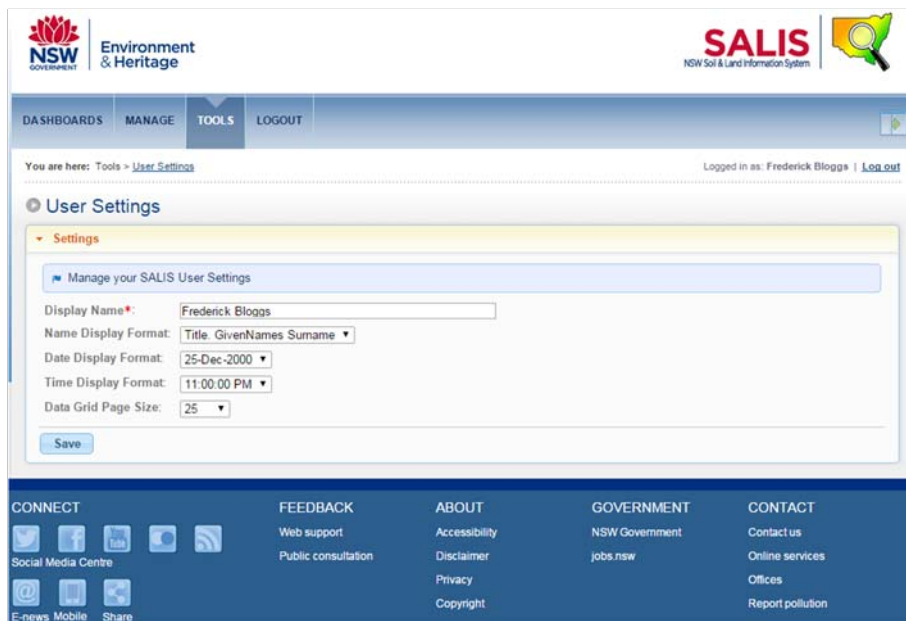 NSW
GOVERNMENT
Environment
& Heritage
SALIS
NSW Soil & Land Information System
DASHBOARDS MANAGE TOOLS LOGOUT
You are here: Tools > User Settings
Logged in as: Frederick Bloggs | Log out
User Settings
Settings
Manage your SALIS User Settings
Display Name*: Frederick Bloggs
Name Display Format: Title. GivenNames Surname
Date Display Format: 25-Dec-2000
Time Display Format: 11:00:00 PM
Data Grid Page Size: 25
Save
CONNECT FEEDBACK ABOUT GOVERNMENT CONTACT
Web support Accessibility NSW Government Contact us
You Tube
Social Media Centre Public consultation Disclaimer jobs.nsw Online services
Privacy Offices
Copyright Report pollution
E-news Mobile Share